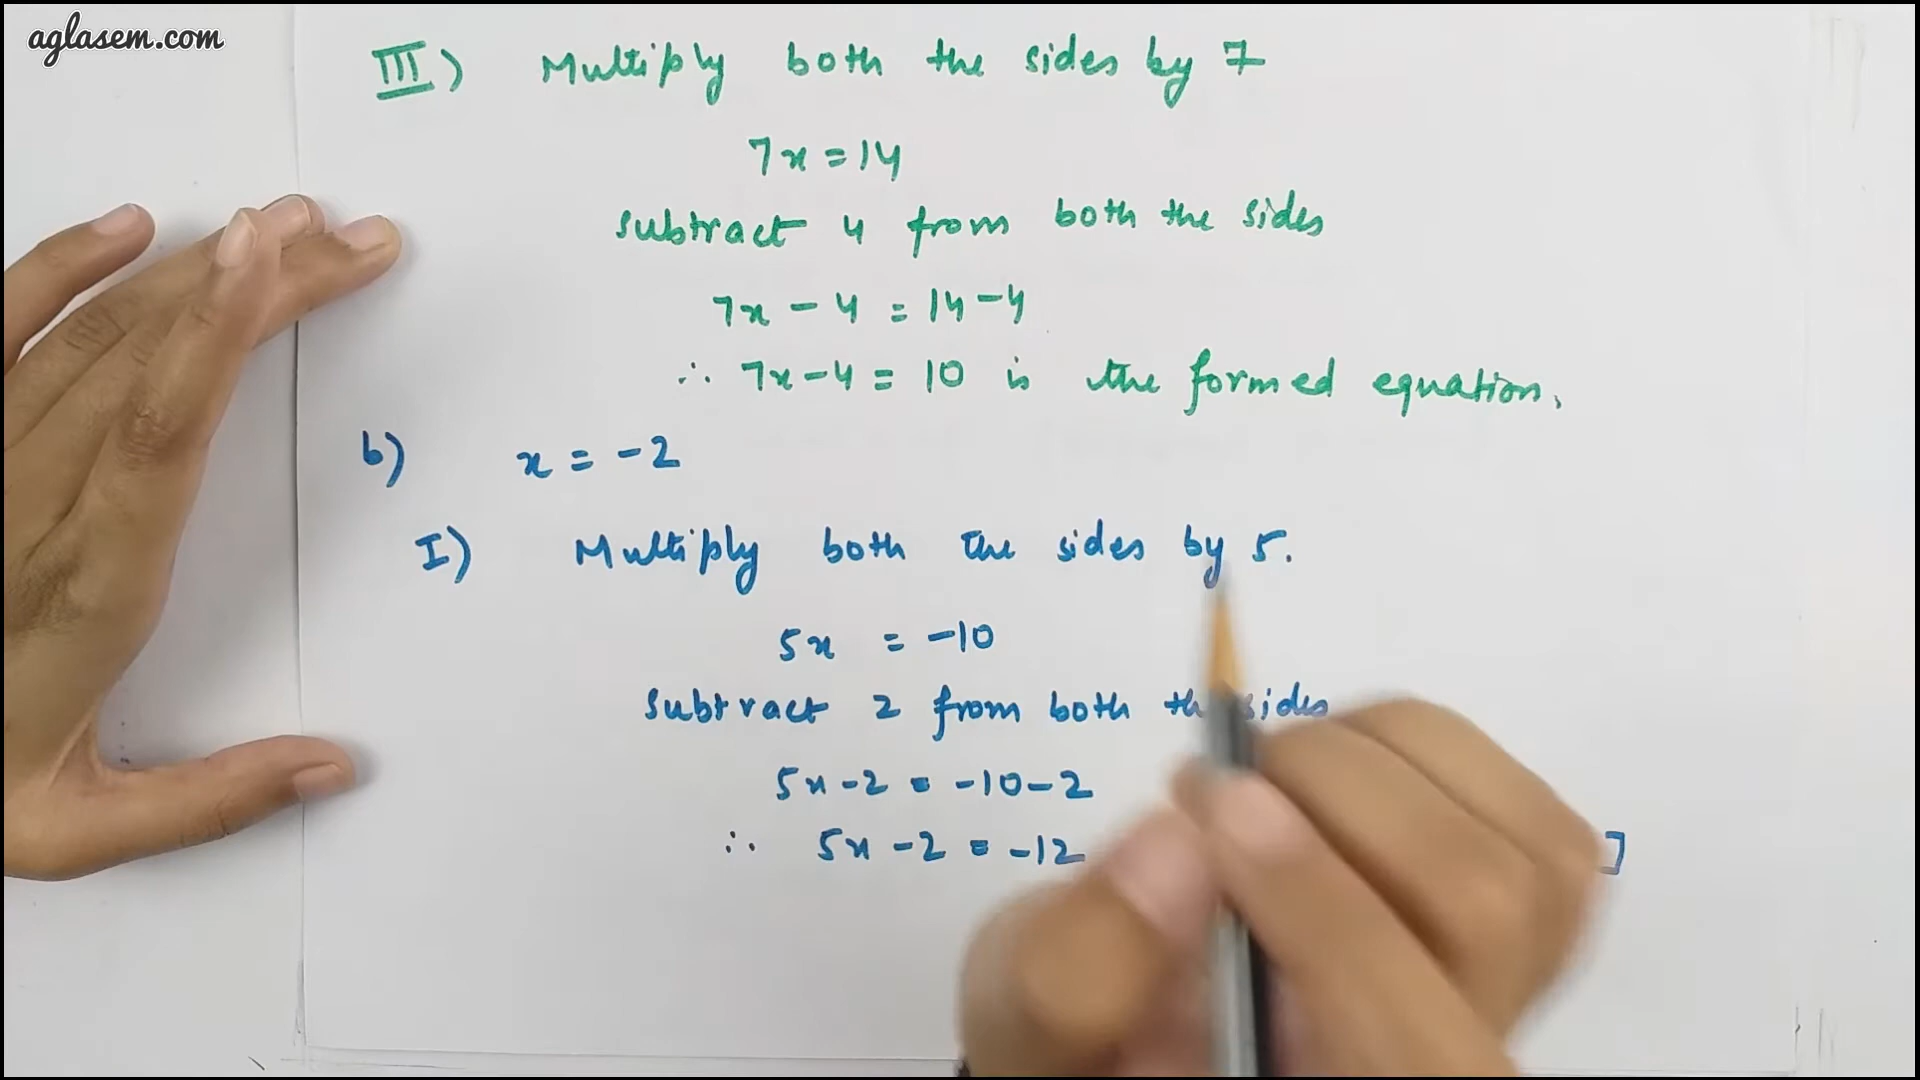 aglasem.com
III) Multiply both the sides by 7
7x = 14
Subtract 4 from both the sides
7x - 4 = 14 - 4
∴ 7x - 4 = 10 is the formed equation.
b) x = -2
I) Multiply both the sides by 5.
5x = -10
Subtract 2 from both the sides
5x - 2 = -10 - 2
∴ 5x - 2 = -12